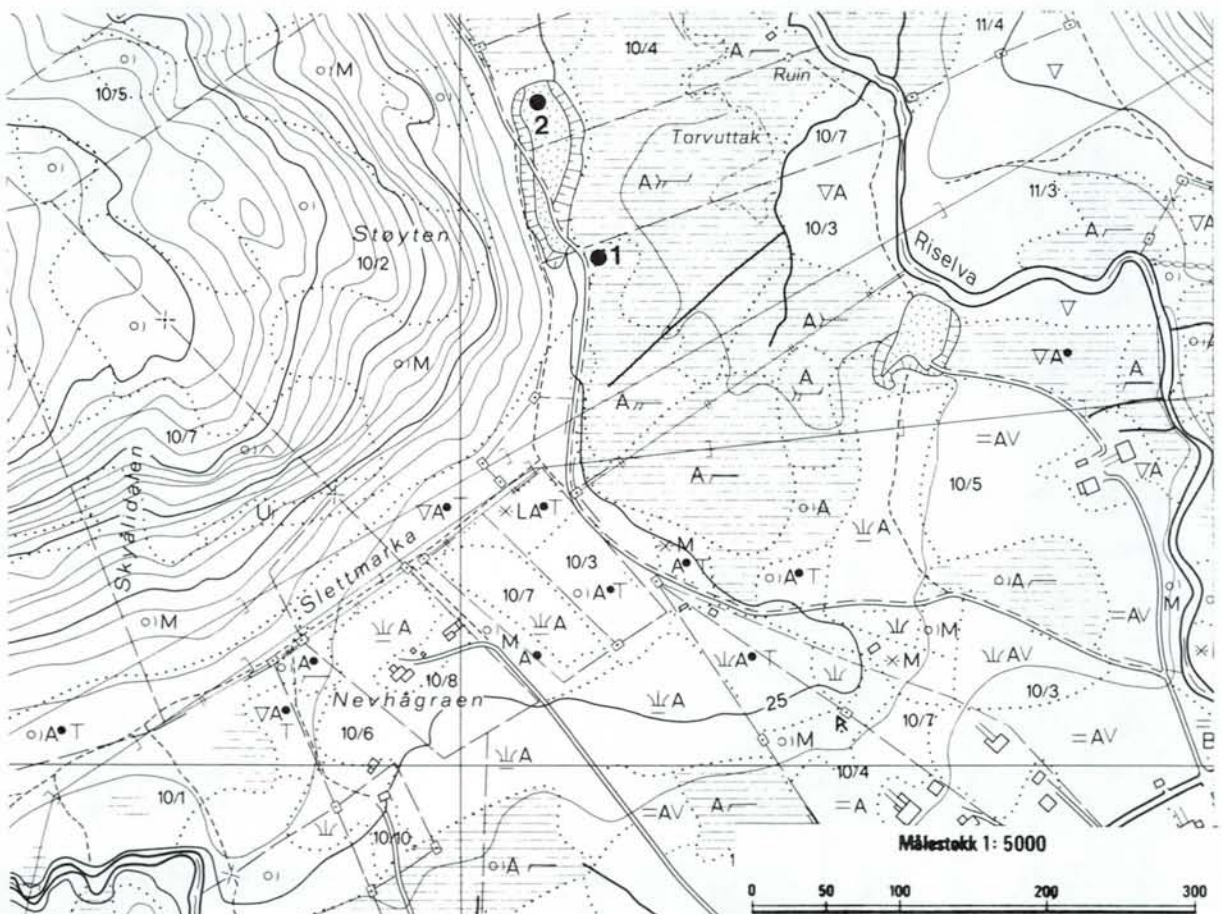 10/4
A
11/4
M
10/5
2
Ruin
10/7
Torvuttak
A
11/3
A
A
10/3
Støyten
10/2
1
Riselva
A
M
A
A
A
A
10/7
=AV
Skvålidalen
A
10/5
A
U
A T
LA T
A
A
M
Slettmarka
10/3
A T
A T
A
10/7
A T
M
A
M
A
M
A
AV
M
A
A
A T
AV
M
10/8
10/3
Nevhågraen
A
25
A T
A T
10/6
A
R
10/7
=AV
M
B
10/1
10/4
A
=AV
=A
10/10
A
Målestokk 1: 5000
0 50 100 200 300